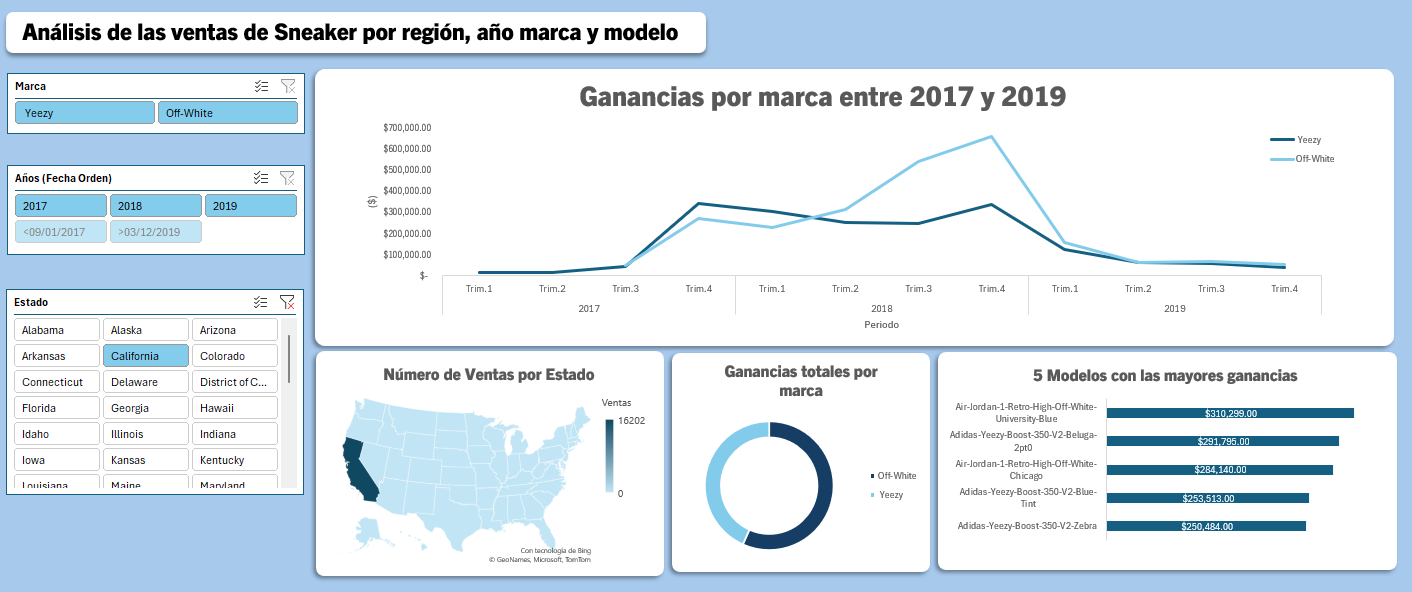 Análisis de las ventas de Sneaker por región, año marca y modelo
Marca
Yeezy
Off-White
Años (Fecha Orden)
2017
2018
2019
<09/01/2017
>03/12/2019
Estado
Alabama
Alaska
Arizona
Arkansas
California
Colorado
Connecticut
Delaware
District of C...
Florida
Georgia
Hawaii
Idaho
Illinois
Indiana
Iowa
Kansas
Kentucky
Louisiana
Maine
Maryland
Ganancias por marca entre 2017 y 2019
$700,000.00
$600,000.00
$500,000.00
$400,000.00
$300,000.00
$200,000.00
$100,000.00
$-
($)
Yeezy
Off-White
Trim.1
Trim.2
Trim.3
Trim.4
Trim.1
Trim.2
Trim.3
Trim.4
Trim.1
Trim.2
Trim.3
Trim.4
2017
2018
2019
Periodo
Número de Ventas por Estado
Ventas
16202
0
Con tecnología de Bing
© GeoNames, Microsoft, TomTom
Ganancias totales por
marca
Off-White
Yeezy
5 Modelos con las mayores ganancias
Air-Jordan-1-Retro-High-Off-White-
University-Blue
$310,299.00
Adidas-Yeezy-Boost-350-V2-Beluga-
2pt0
$291,795.00
Air-Jordan-1-Retro-High-Off-White-
Chicago
$284,140.00
Adidas-Yeezy-Boost-350-V2-Blue-
Tint
$253,513.00
Adidas-Yeezy-Boost-350-V2-Zebra
$250,484.00